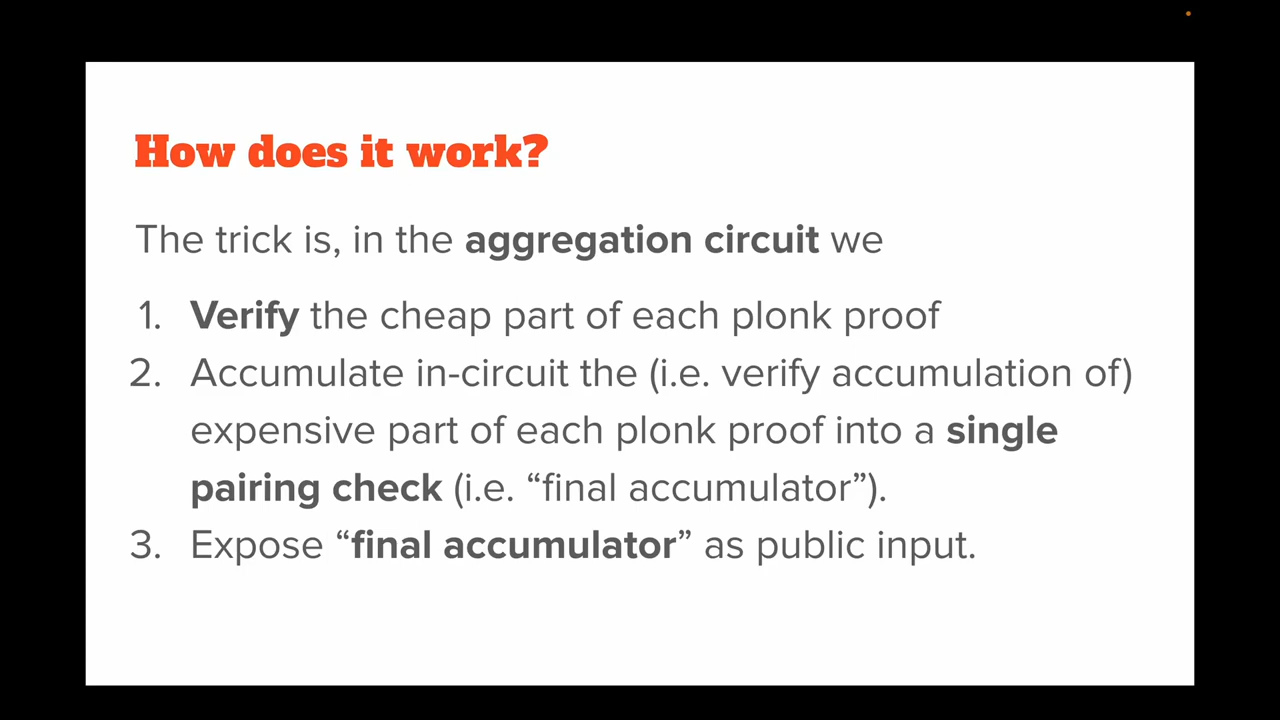 How does it work?
The trick is, in the aggregation circuit we
1. Verify the cheap part of each plonk proof
2. Accumulate in-circuit the (i.e. verify accumulation of)
expensive part of each plonk proof into a single
pairing check (i.e. “final accumulator”).
3. Expose “final accumulator” as public input.